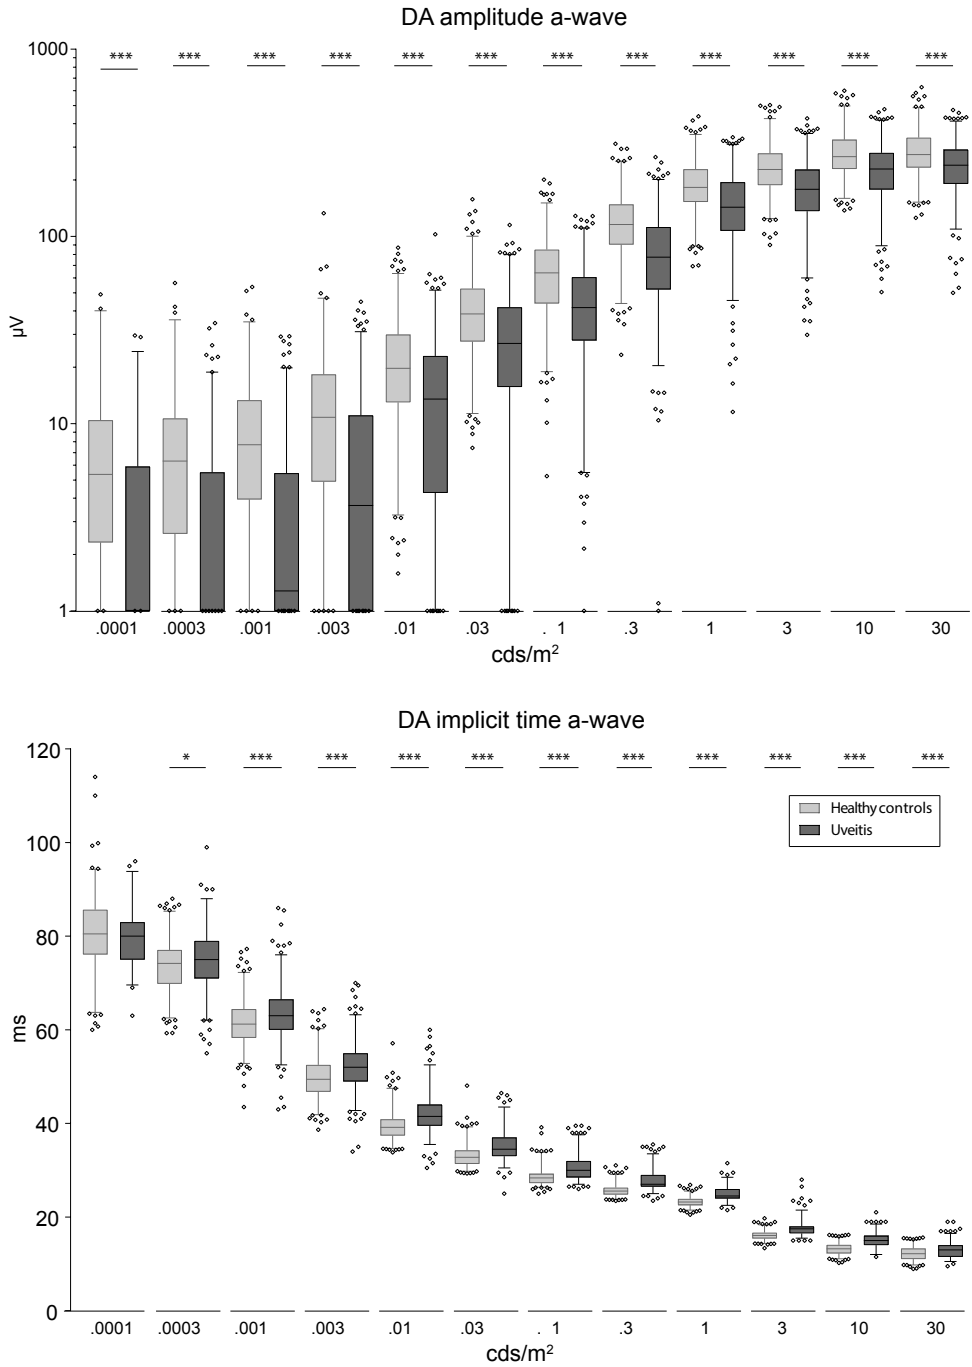 DA amplitude a-wave
*** *** *** *** *** *** *** *** *** *** *** ***
1000
100
µV
10
1
.0001 .0003 .001 .003 .01 .03 . 1 .3 1 3 10 30
cds/m²
DA implicit time a-wave
120
* *** *** *** *** *** *** *** *** *** ***
Healthy controls
Uveitis
100
80
60
ms
40
20
0
.0001 .0003 .001 .003 .01 .03 . 1 .3 1 3 10 30
cds/m²